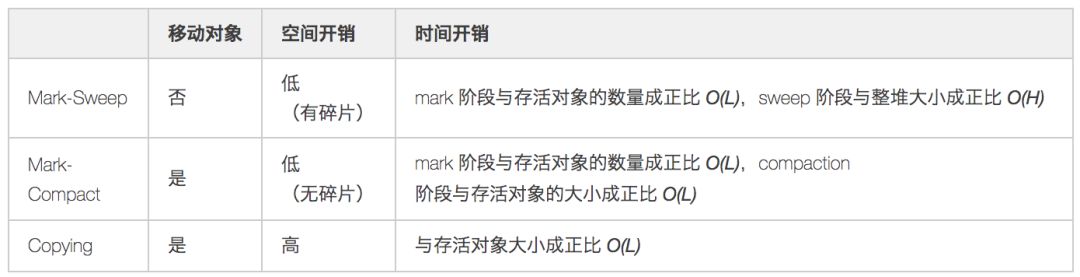 移动对象 空间开销 时间开销
Mark-Sweep 否 低
（有碎片） mark 阶段与存活对象的数量成正比 O(L)，sweep 阶段与整堆大小成正比 O(H)
Mark-
Compact 是 低
（无碎片） mark 阶段与存活对象的数量成正比 O(L)，compaction
阶段与存活对象的大小成正比 O(L)
Copying 是 高 与存活对象大小成正比 O(L)